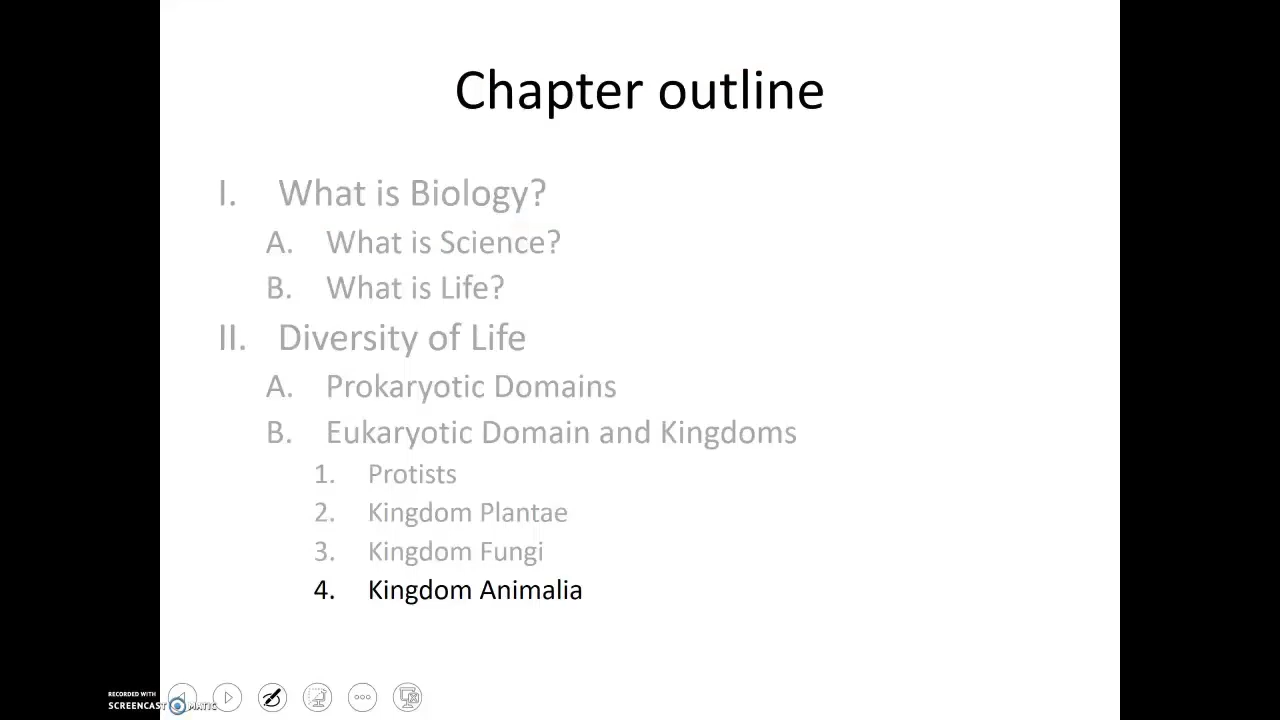 Chapter outline
I. What is Biology?
A. What is Science?
B. What is Life?
II. Diversity of Life
A. Prokaryotic Domains
B. Eukaryotic Domain and Kingdoms
1. Protists
2. Kingdom Plantae
3. Kingdom Fungi
4. Kingdom Animalia
RECORDED WITH
SCREENCAST MATIC